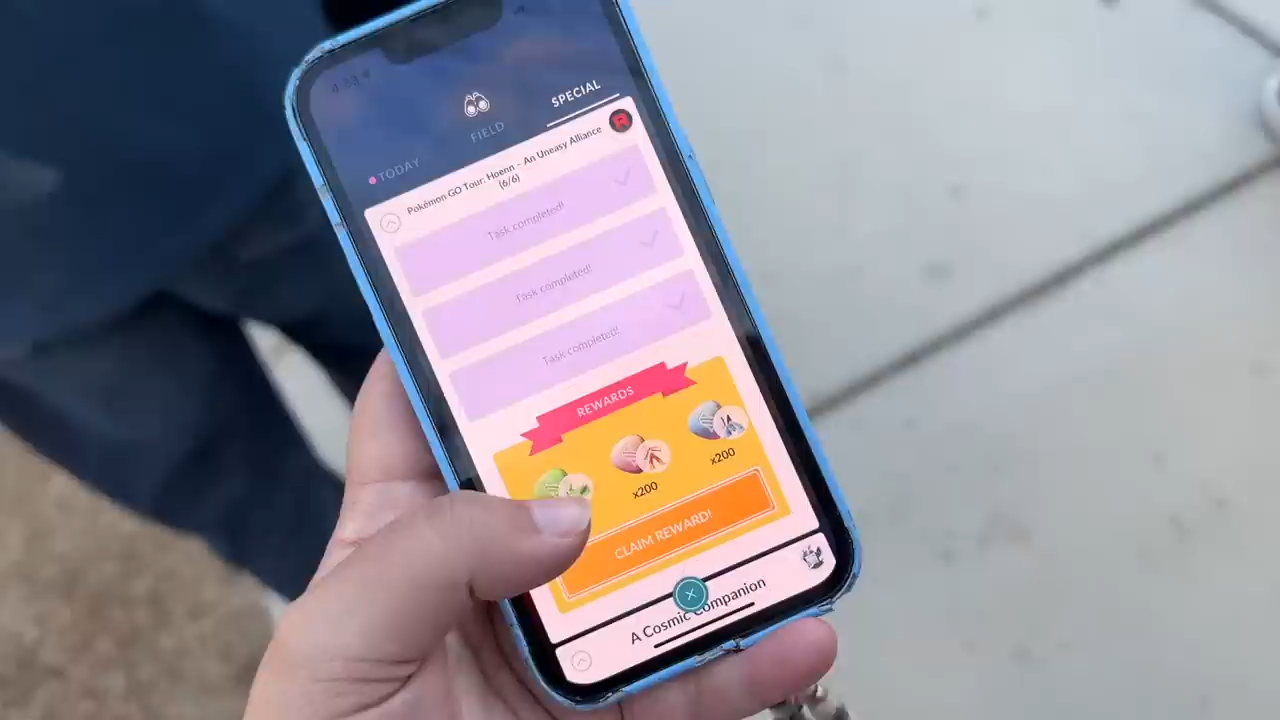 SPECIAL
FIELD
TODAY
Pokémon GO Tour: Hoenn - An Uneasy Alliance
(6/6)
R
Task completed!
Task completed!
Task completed!
REWARDS
x200
x200
CLAIM REWARD!
A Cosmic Companion